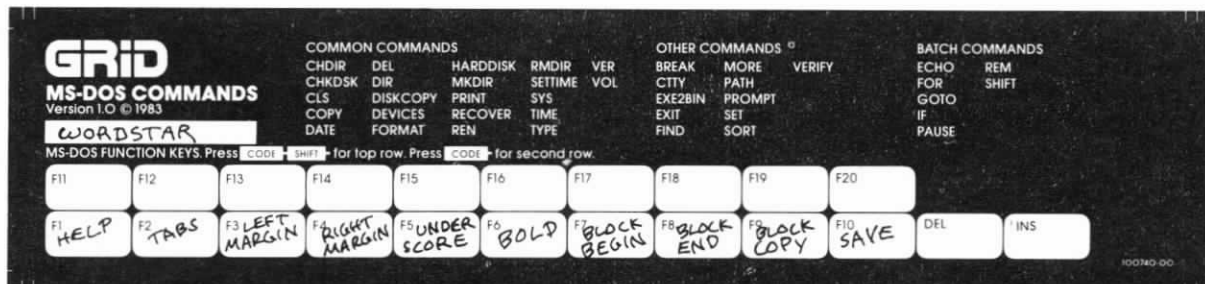 GRiD
MS-DOS COMMANDS
Version 1.0 © 1983
WORDSTAR
COMMON COMMANDS
CHDIR DEL HARDDISK RMDIR VER
CHKDSK DIR MKDIR SETTIME VOL
CLS DISKCOPY PRINT SYS
COPY DEVICES RECOVER TIME
DATE FORMAT REN TYPE
OTHER COMMANDS
BREAK MORE VERIFY
CTTY PATH
EXE2BIN PROMPT
EXIT SET
FIND SORT
BATCH COMMANDS
ECHO REM
FOR SHIFT
GOTO
IF
PAUSE
MS-DOS FUNCTION KEYS. Press CODE - SHIFT - for top row. Press CODE - for second row.
F11 F12 F13 F14 F15 F16 F17 F18 F19 F20
F1 HELP
F2 TABS
F3 LEFT
MARGIN
F4 RIGHT
MARGIN
F5 UNDER
SCORE
F6 BOLD
F7 BLOCK
BEGIN
F8 BLOCK
END
F9 BLOCK
COPY
F10 SAVE
DEL
INS
100740-00